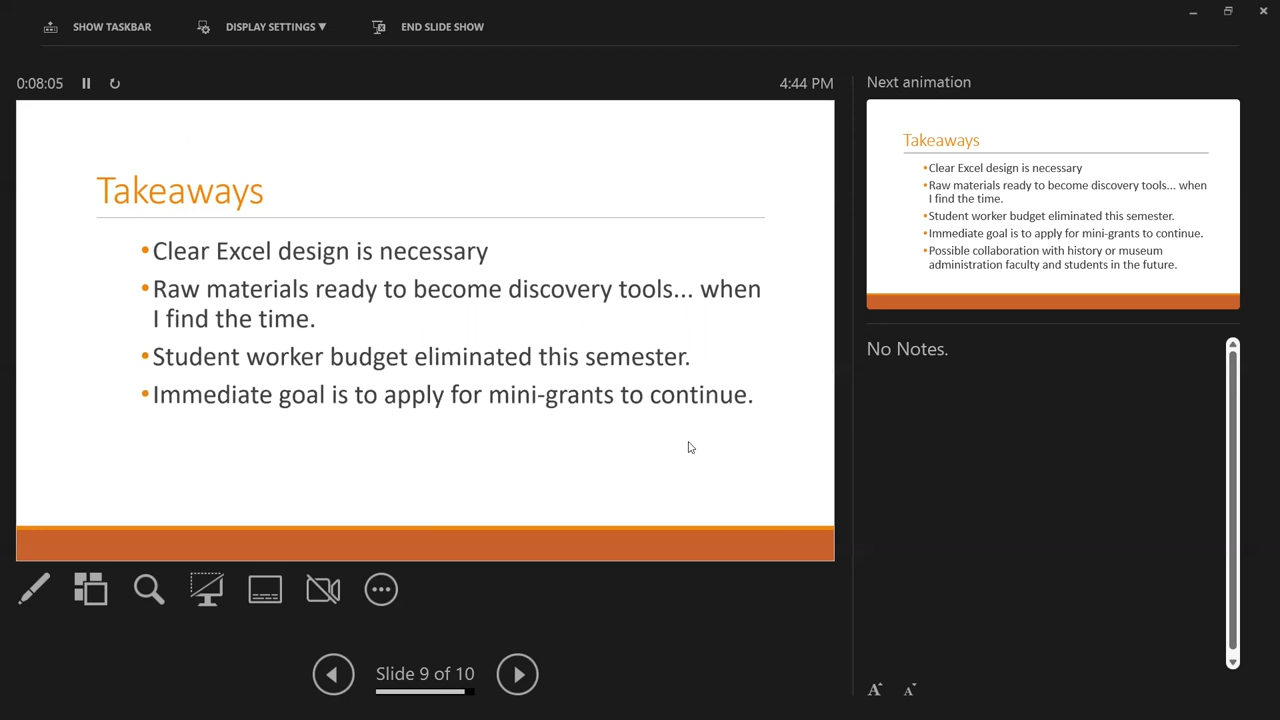 SHOW TASKBAR
DISPLAY SETTINGS ▼
END SLIDE SHOW
0:08:05
4:44 PM
Takeaways
•Clear Excel design is necessary
•Raw materials ready to become discovery tools... when
I find the time.
•Student worker budget eliminated this semester.
•Immediate goal is to apply for mini-grants to continue.
Slide 9 of 10
Next animation
Takeaways
•Clear Excel design is necessary
•Raw materials ready to become discovery tools... when
I find the time.
•Student worker budget eliminated this semester.
•Immediate goal is to apply for mini-grants to continue.
•Possible collaboration with history or museum
administration faculty and students in the future.
No Notes.
A A